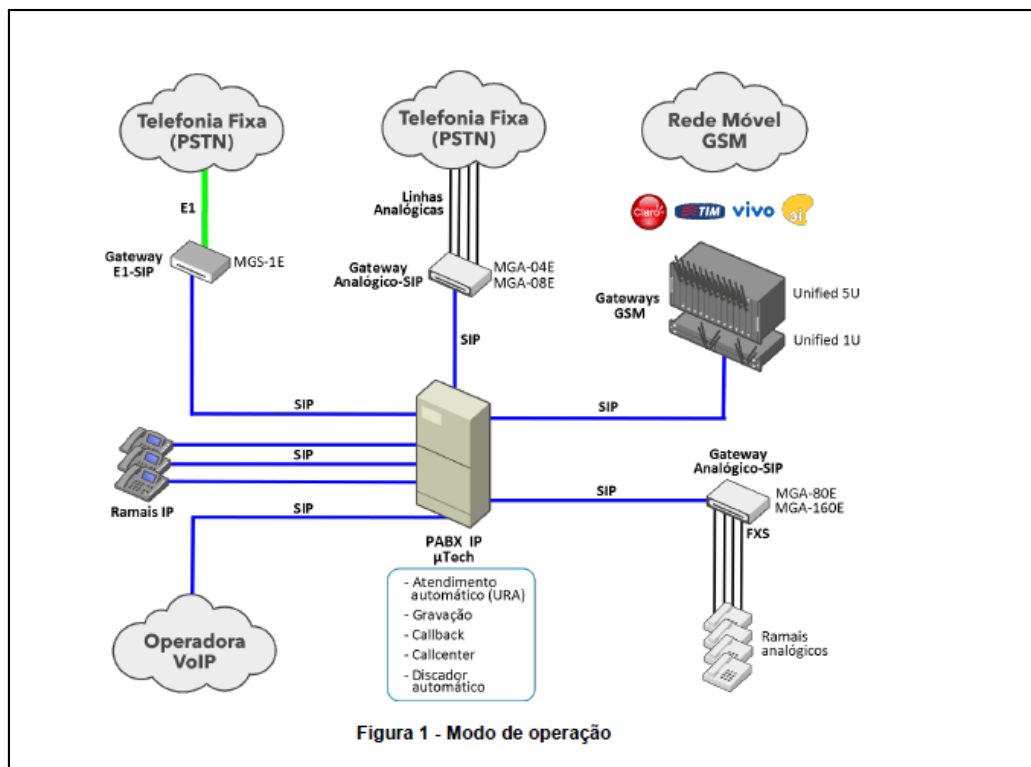 Telefonia Fixa
(PSTN)
Telefonia Fixa
(PSTN)
Rede Móvel
GSM
E1
Linhas
Analógicas
Claro
TIM
vivo
oi
Gateway
E1-SIP
MGS-1E
Gateway
Analógico-SIP
MGA-04E
MGA-08E
Gateways
GSM
Unified 5U
Unified 1U
SIP
SIP
SIP
SIP
Ramais IP
SIP
SIP
Gateway
Analógico-SIP
MGA-80E
MGA-160E
FXS
PABX IP
µTech
- Atendimento
automático (URA)
- Gravação
- Callback
- Callcenter
- Discador
automático
Operadora
VoIP
Ramais
analógicos
Figura 1 - Modo de operação